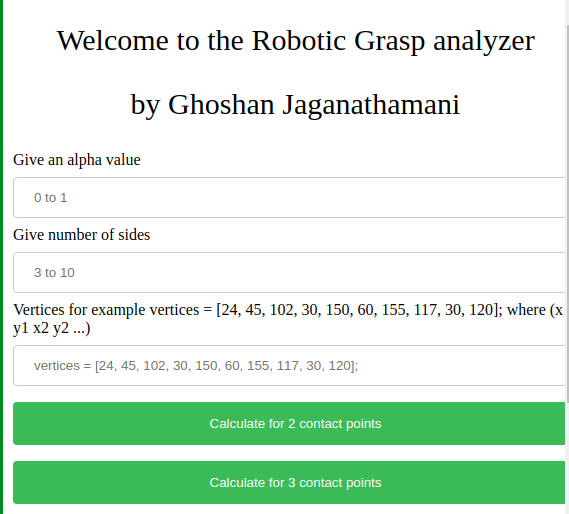 Welcome to the Robotic Grasp analyzer
by Ghoshan Jaganathamani
Give an alpha value
0 to 1
Give number of sides
3 to 10
Vertices for example vertices = [24, 45, 102, 30, 150, 60, 155, 117, 30, 120]; where (x
y1 x2 y2 ...)
vertices = [24, 45, 102, 30, 150, 60, 155, 117, 30, 120];
Calculate for 2 contact points
Calculate for 3 contact points